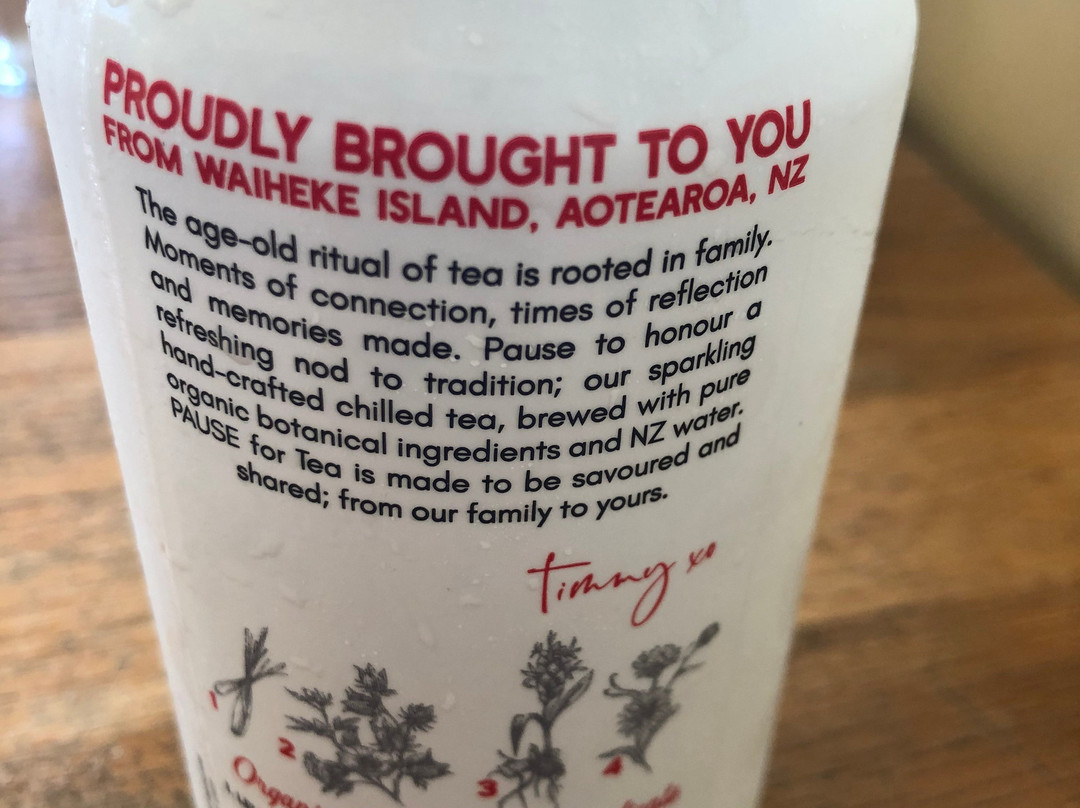 PROUDLY BROUGHT TO YOU
FROM WAIHEKE ISLAND, AOTEAROA, NZ
The age-old ritual of tea is rooted in family.
Moments of connection, times of reflection
and memories made. Pause to honour a
refreshing nod to tradition; our sparkling
hand-crafted chilled tea, brewed with pure
organic botanical ingredients and NZ water.
PAUSE for Tea is made to be savoured and
shared; from our family to yours.
Timmy xo
1
2
3
4